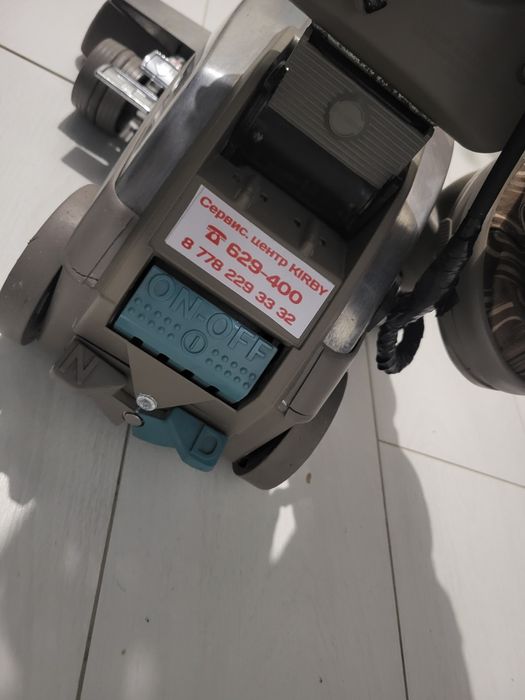 Сервис. центр KIRBY
☎ 629-400
8 778 229 33 32
ON-OFF
N
D